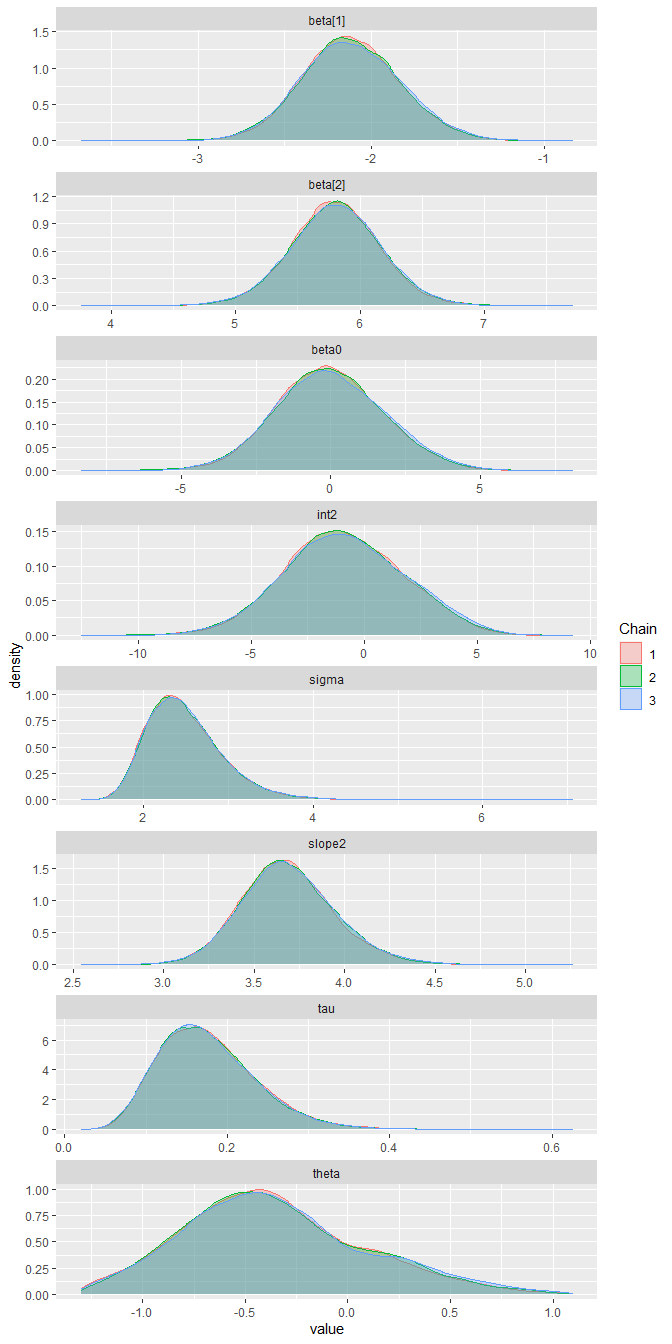 beta[1]
1.5
1.0
0.5
0.0
-3 -2 -1
beta[2]
1.2
0.9
0.6
0.3
0.0
4 5 6 7
beta0
0.20
0.15
0.10
0.05
0.00
-5 0 5
int2
0.15
0.10
0.05
0.00
-10 -5 0 5 10
sigma
1.00
0.75
0.50
0.25
0.00
2 4 6
slope2
1.5
1.0
0.5
0.0
2.5 3.0 3.5 4.0 4.5 5.0
tau
6
4
2
0
0.0 0.2 0.4 0.6
theta
1.00
0.75
0.50
0.25
0.00
-1.0 -0.5 0.0 0.5 1.0
value
density
Chain
1
2
3